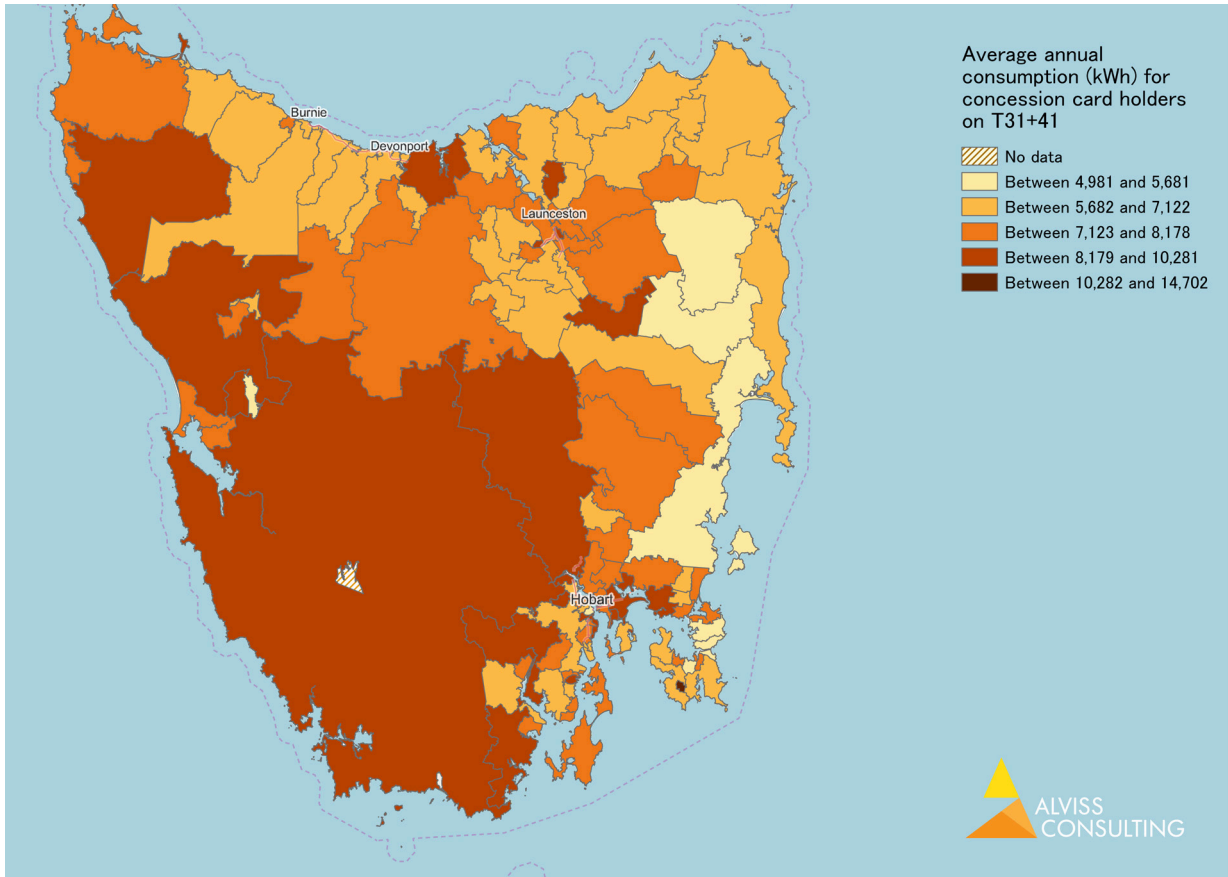 Average annual
consumption (kWh) for
concession card holders
on T31+41
No data
Between 4,981 and 5,681
Between 5,682 and 7,122
Between 7,123 and 8,178
Between 8,179 and 10,281
Between 10,282 and 14,702
Burnie
Devonport
Launceston
Hobart
ALVISS
CONSULTING